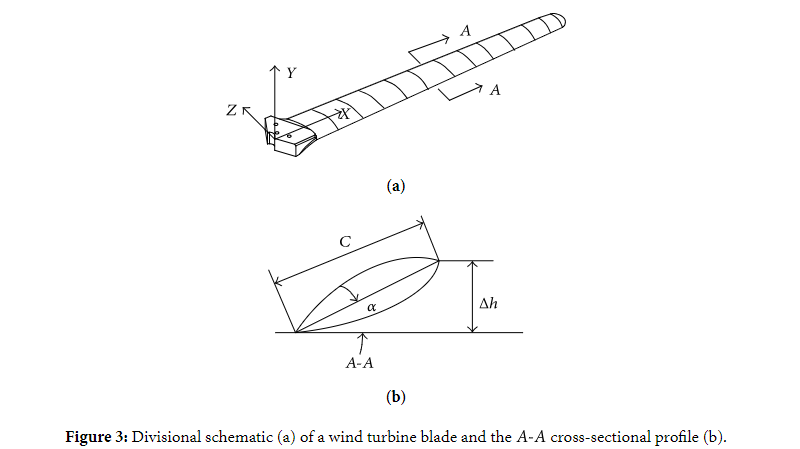 A
A
Y
Z
X
(a)
C
α
Δh
A-A
(b)
Figure 3: Divisional schematic (a) of a wind turbine blade and the A-A cross-sectional profile (b).